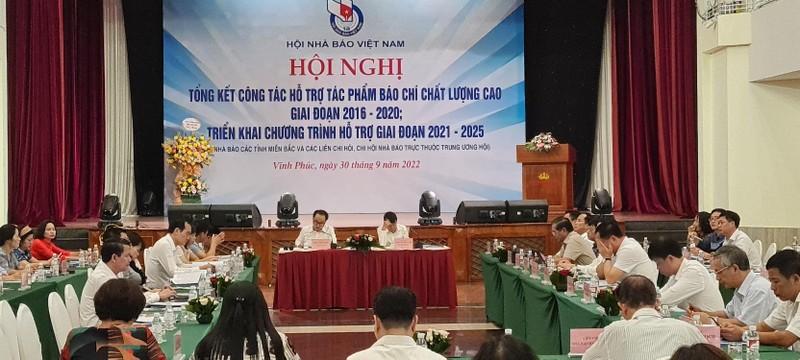 HỘI NHÀ BÁO VIỆT NAM
HỘI NGHỊ
TỔNG KẾT CÔNG TÁC HỖ TRỢ TÁC PHẨM BÁO CHÍ CHẤT LƯỢNG CAO
GIAI ĐOẠN 2016 - 2020;
TRIỂN KHAI CHƯƠNG TRÌNH HỖ TRỢ GIAI ĐOẠN 2021 - 2025
NHÀ BÁO CÁC TỈNH MIỀN BẮC VÀ CÁC LIÊN CHI HỘI, CHI HỘI NHÀ BÁO TRỰC THUỘC TRUNG ƯƠNG HỘI)
Vĩnh Phúc, ngày 30 tháng 9 năm 2022